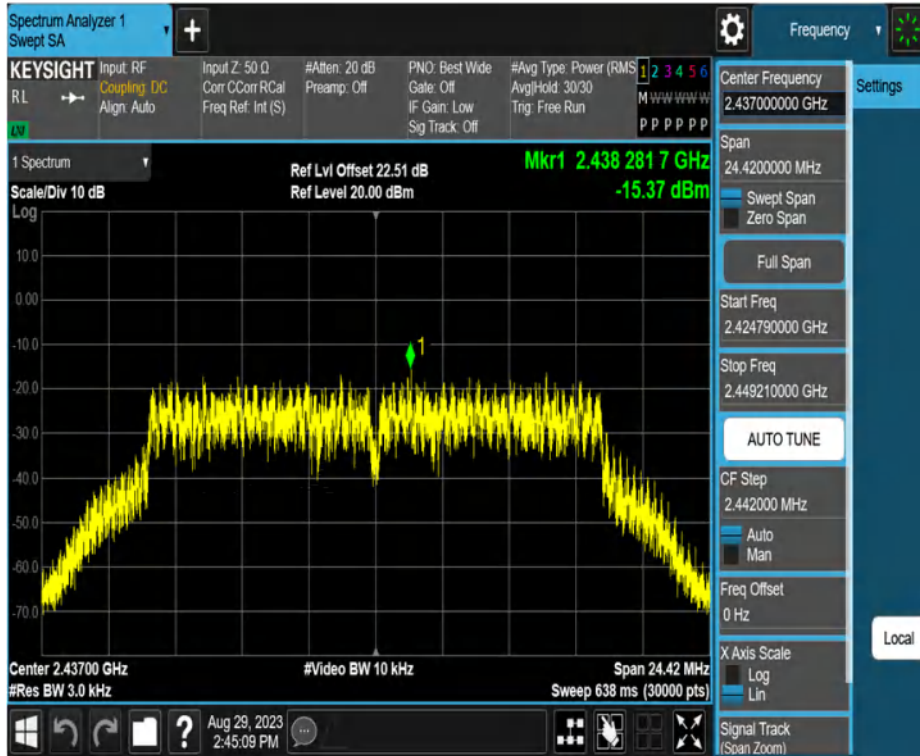 Spectrum Analyzer 1
Swept SA
Frequency
KEYSIGHT
RL
LXI
Input: RF
Coupling: DC
Align: Auto
Input Z: 50 Ω
Corr CCorr RCal
Freq Ref: Int (S)
#Atten: 20 dB
Preamp: Off
PNO: Best Wide
Gate: Off
IF Gain: Low
Sig Track: Off
#Avg Type: Power (RMS
Avg|Hold: 30/30
Trig: Free Run
1 2 3 4 5 6
M W W W W W
P P P P P P
Center Frequency
2.437000000 GHz
Settings
Span
24.4200000 MHz
Swept Span
Zero Span
Full Span
Start Freq
2.424790000 GHz
Stop Freq
2.449210000 GHz
AUTO TUNE
CF Step
2.442000 MHz
Auto
Man
Freq Offset
0 Hz
X Axis Scale
Log
Lin
Local
Signal Track
(Span Zoom)
1 Spectrum
Scale/Div 10 dB
Ref Lvl Offset 22.51 dB
Ref Level 20.00 dBm
Mkr1 2.438 281 7 GHz
-15.37 dBm
Log
10.0
0.00
-10.0
1
-20.0
-30.0
-40.0
-50.0
-60.0
-70.0
Center 2.43700 GHz
#Video BW 10 kHz
Span 24.42 MHz
#Res BW 3.0 kHz
Sweep 638 ms (30000 pts)
?
Aug 29, 2023
2:45:09 PM